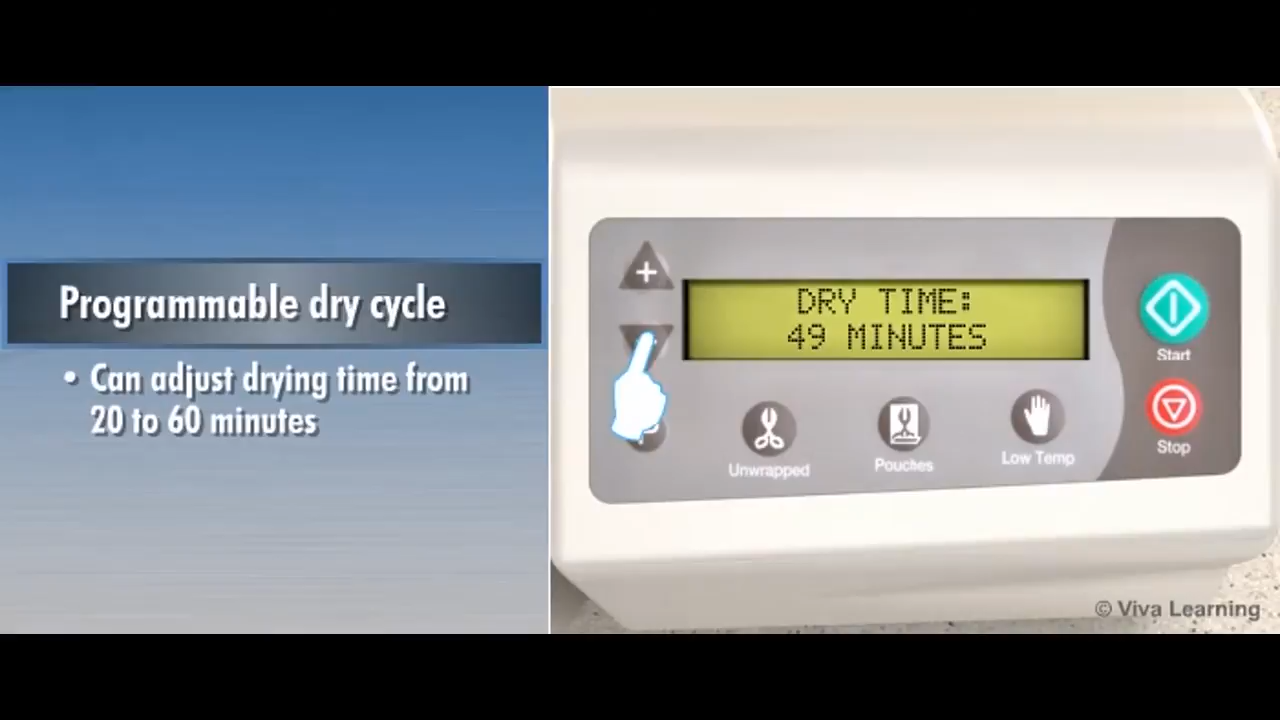 Programmable dry cycle
• Can adjust drying time from
20 to 60 minutes
+
DRY TIME:
49 MINUTES
Start
Stop
Unwrapped
Pouches
Low Temp
© Viva Learning